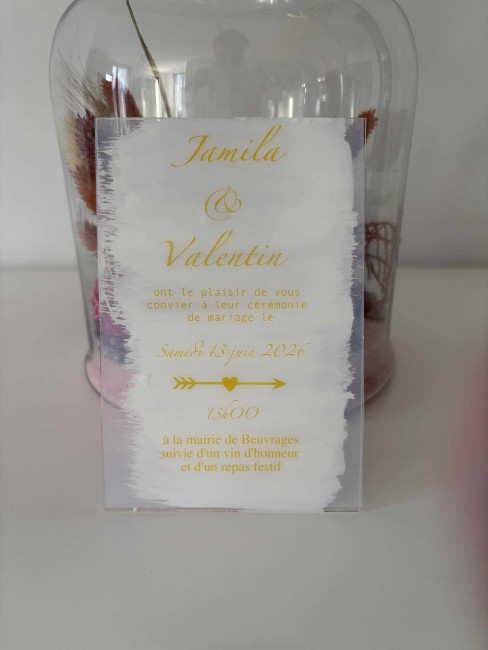 Jamila
&
Valentin
ont le plaisir de vous
convier à leur cérémonie
de mariage le
Samedi 13 juin 2026
13h00
à la mairie de Beuvrages
suivie d'un vin d'honneur
et d'un repas festif